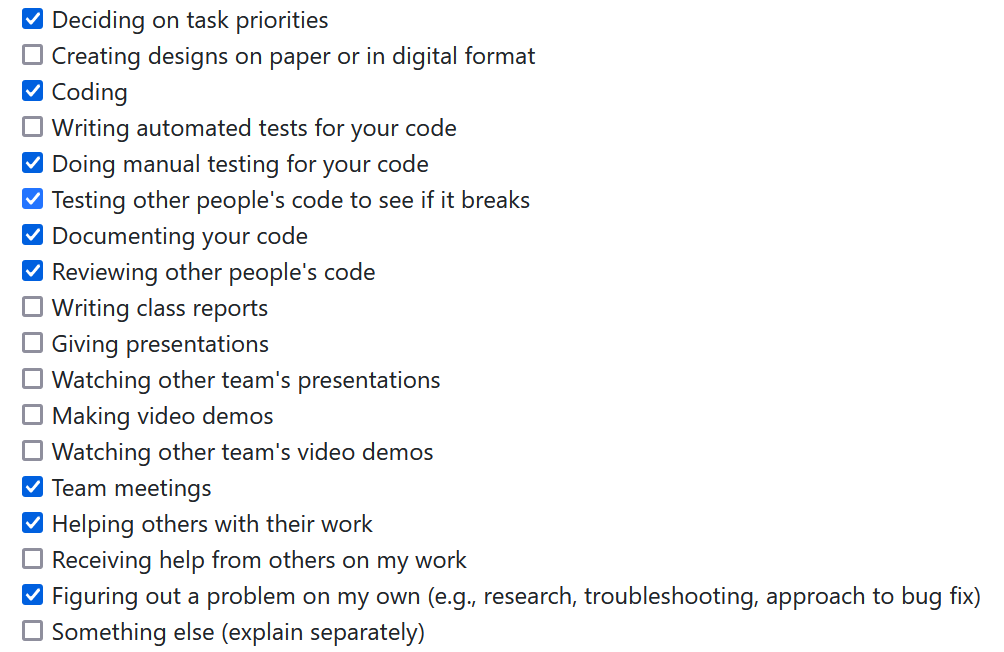 Deciding on task priorities
Creating designs on paper or in digital format
Coding
Writing automated tests for your code
Doing manual testing for your code
Testing other people's code to see if it breaks
Documenting your code
Reviewing other people's code
Writing class reports
Giving presentations
Watching other team's presentations
Making video demos
Watching other team's video demos
Team meetings
Helping others with their work
Receiving help from others on my work
Figuring out a problem on my own (e.g., research, troubleshooting, approach to bug fix)
Something else (explain separately)